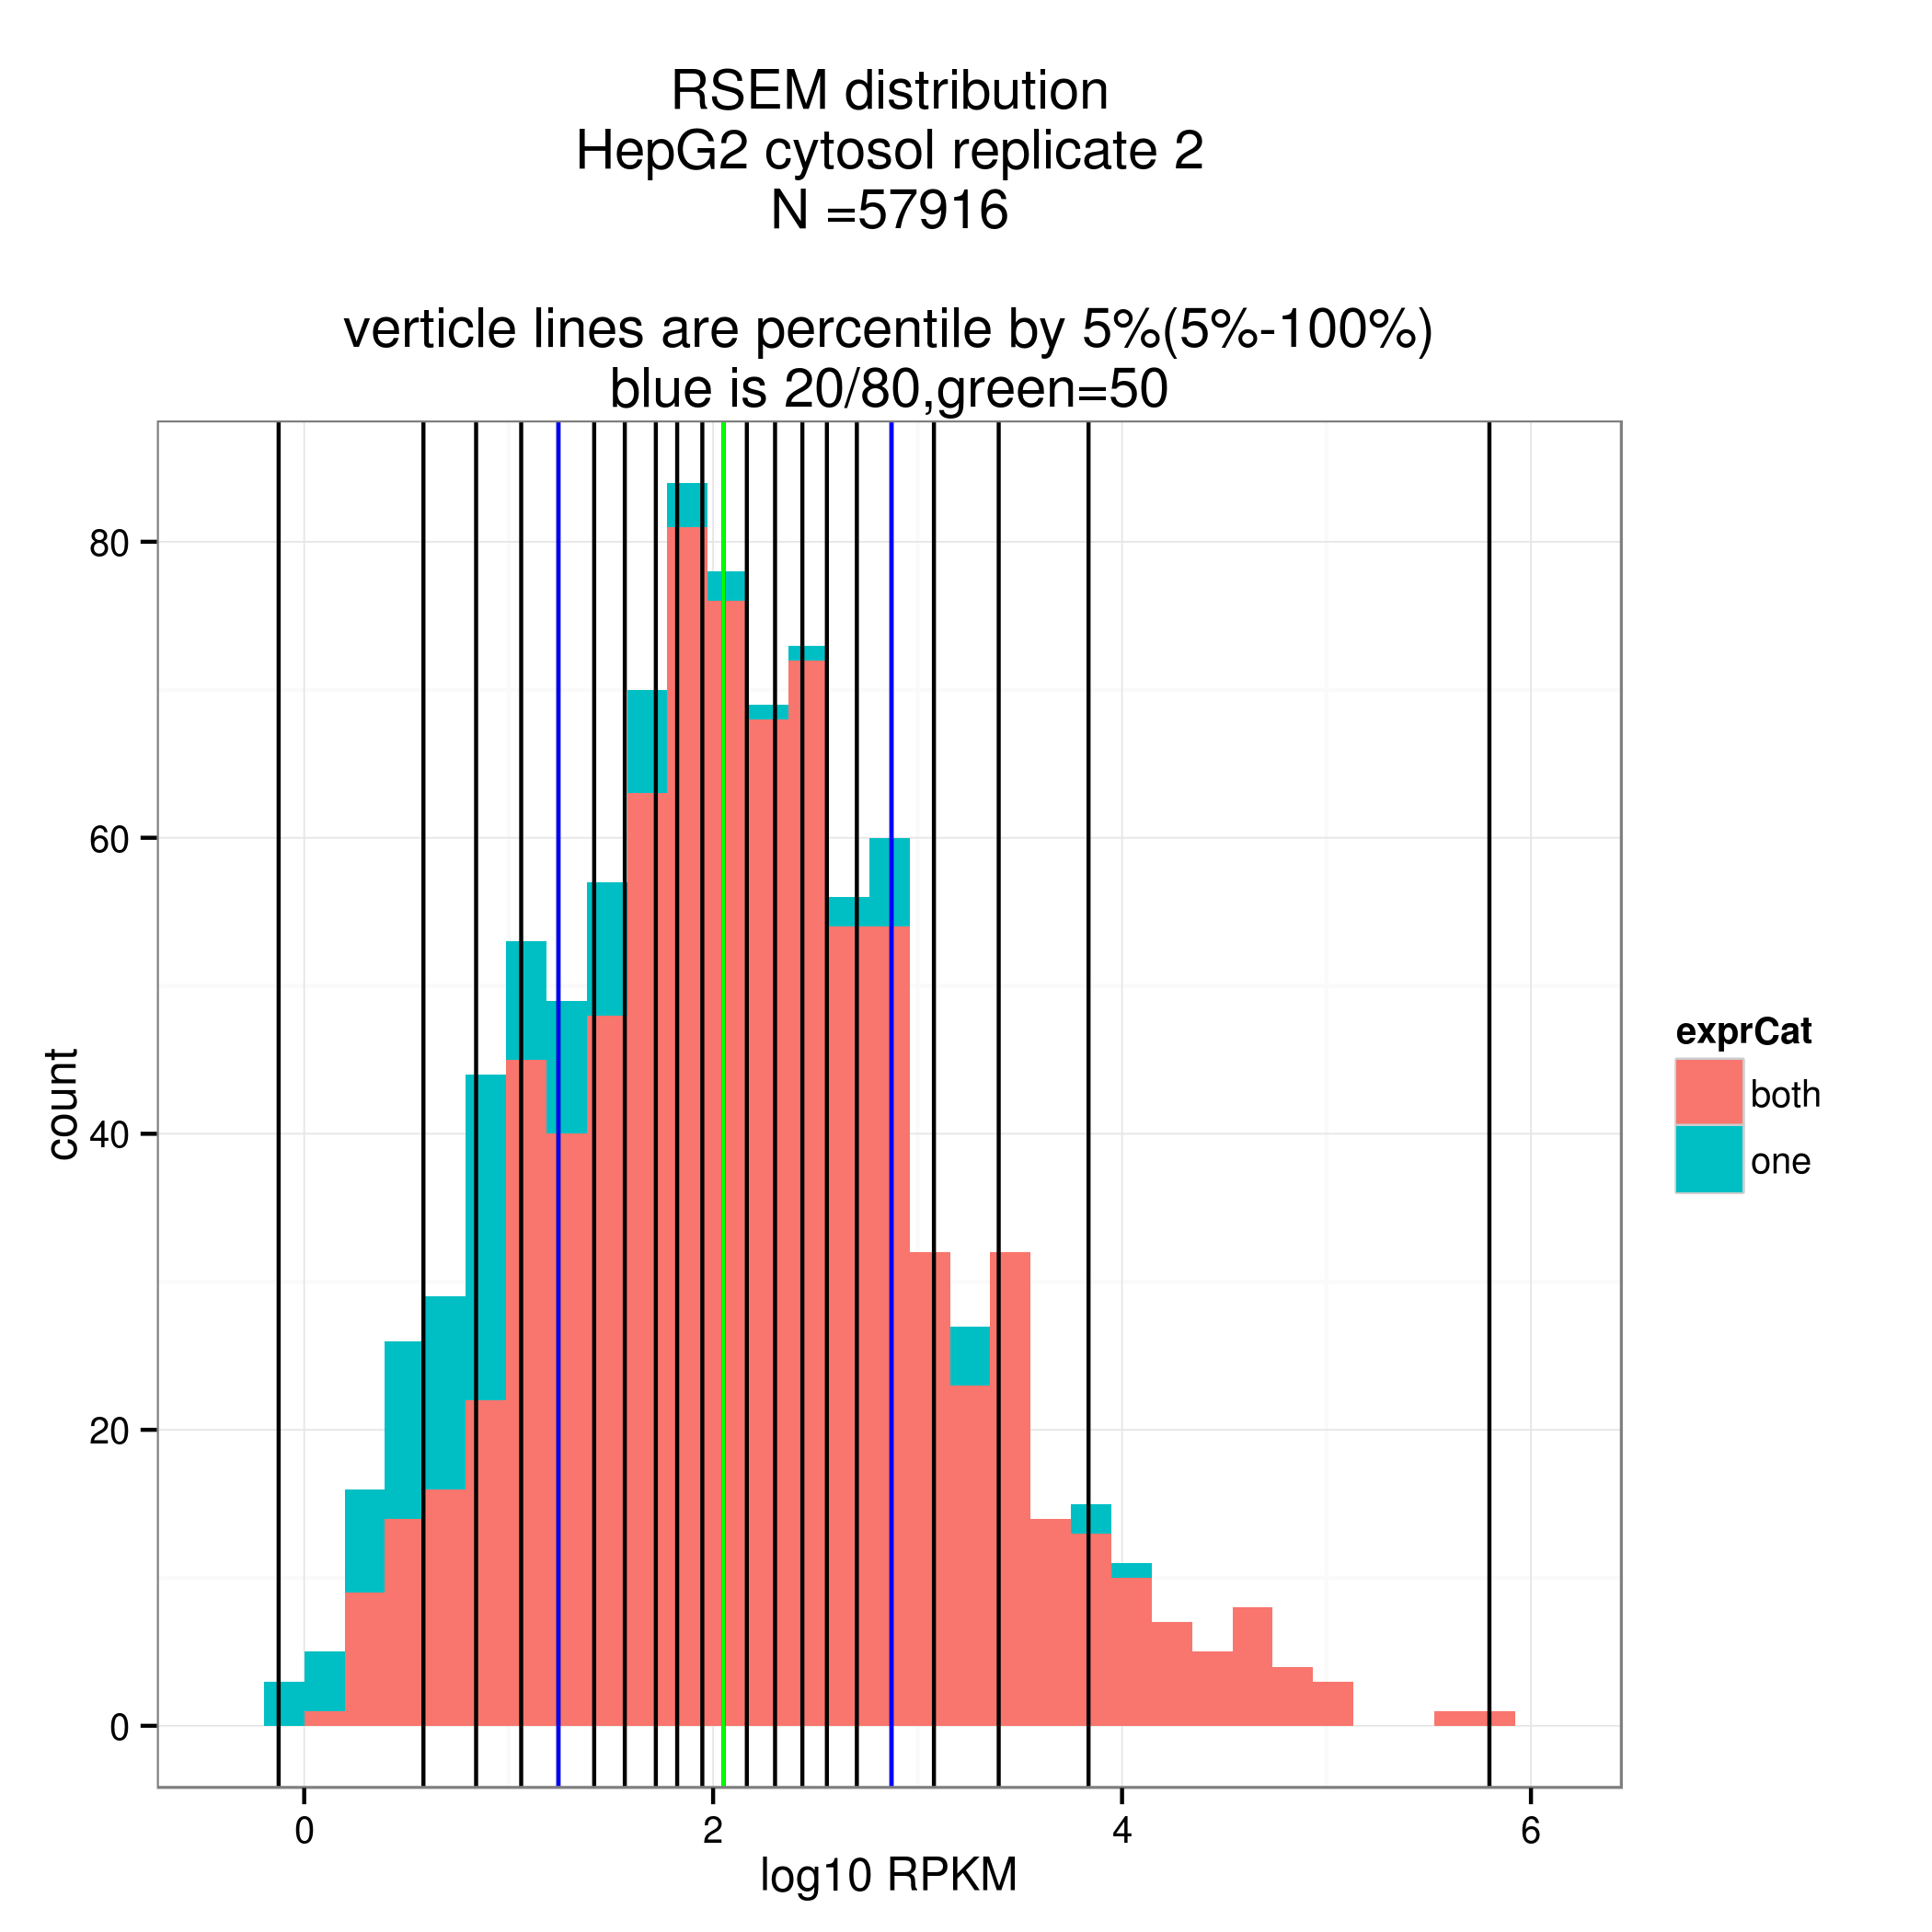 RSEM distribution
HepG2 cytosol replicate 2
N =57916
verticle lines are percentile by 5%(5%-100%)
blue is 20/80,green=50
80
60
40
20
0
count
0 2 4 6
log10 RPKM
exprCat
both
one